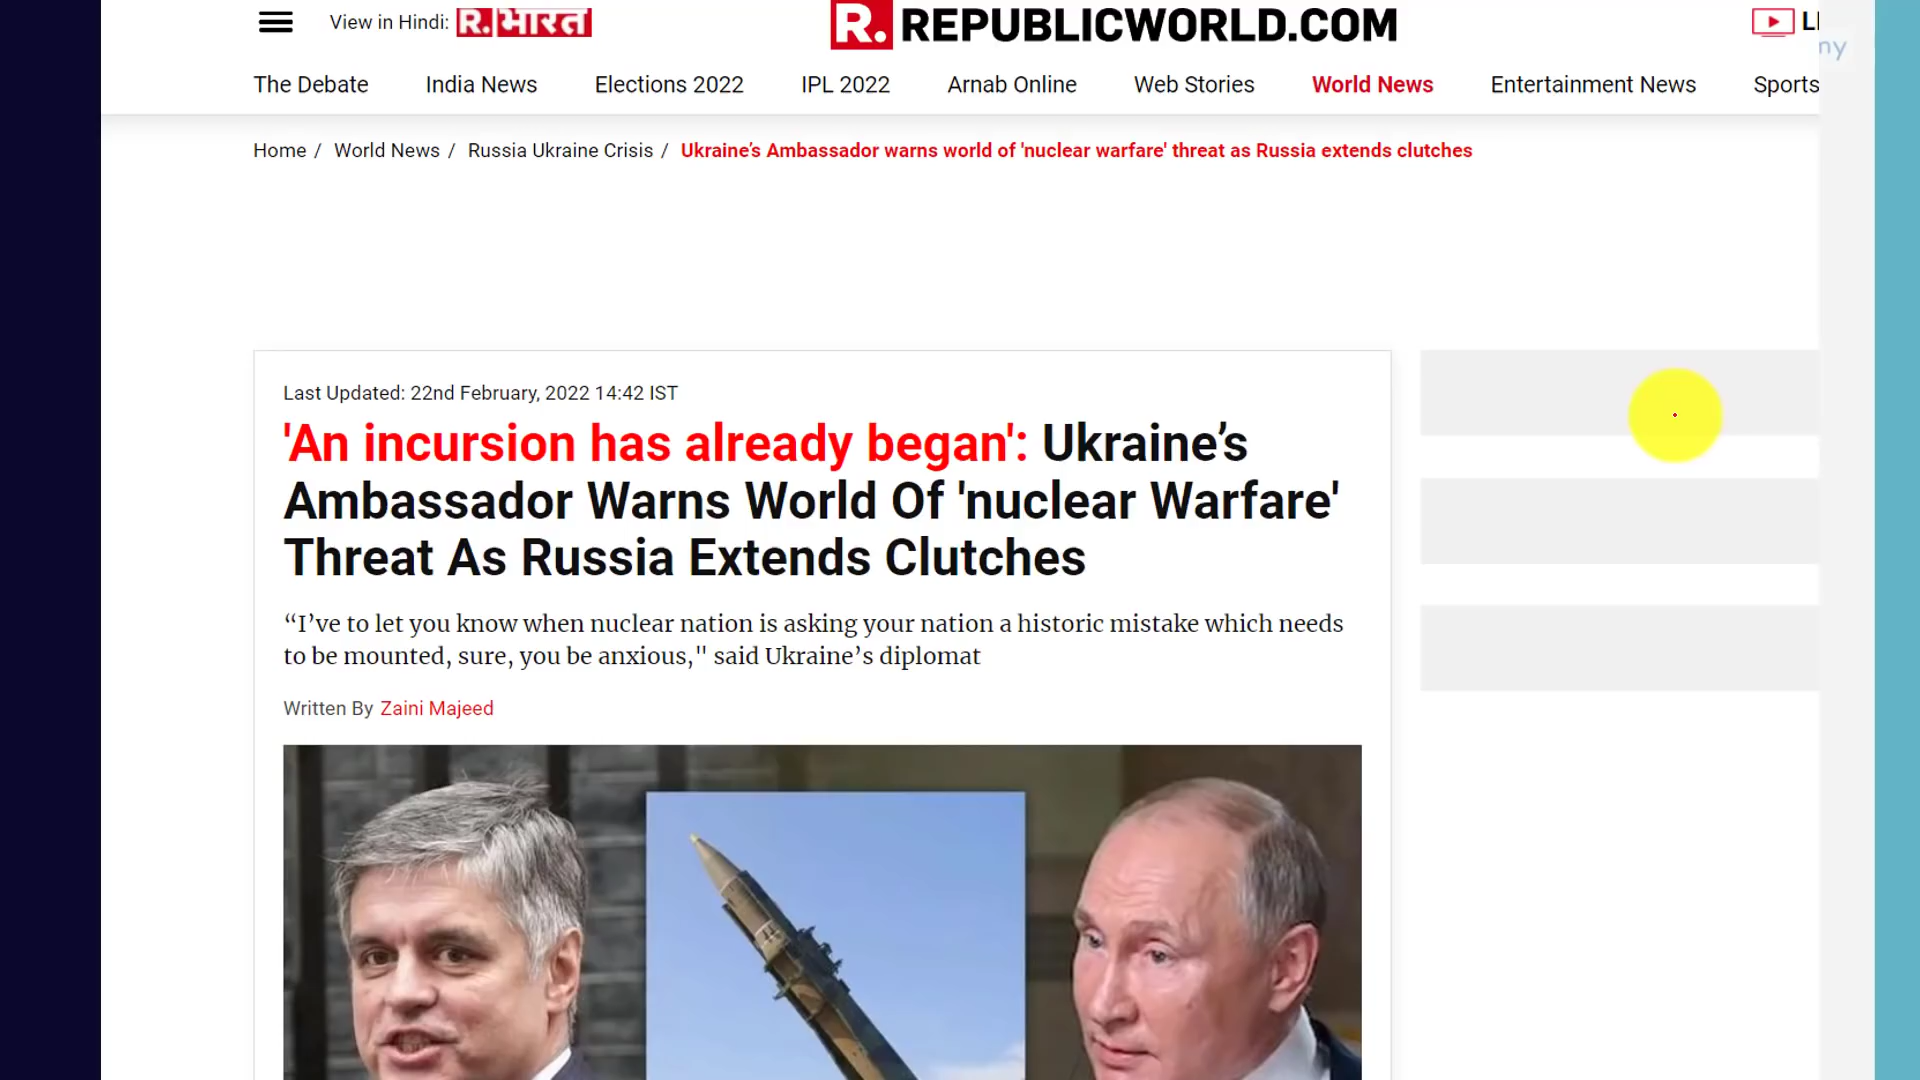 View in Hindi: R. भारत
R. REPUBLICWORLD.COM
The Debate India News Elections 2022 IPL 2022 Arnab Online Web Stories World News Entertainment News Sports
Home / World News / Russia Ukraine Crisis / Ukraine’s Ambassador warns world of 'nuclear warfare' threat as Russia extends clutches
Last Updated: 22nd February, 2022 14:42 IST
'An incursion has already began': Ukraine’s
Ambassador Warns World Of 'nuclear Warfare'
Threat As Russia Extends Clutches
“I’ve to let you know when nuclear nation is asking your nation a historic mistake which needs
to be mounted, sure, you be anxious," said Ukraine’s diplomat
Written By Zaini Majeed